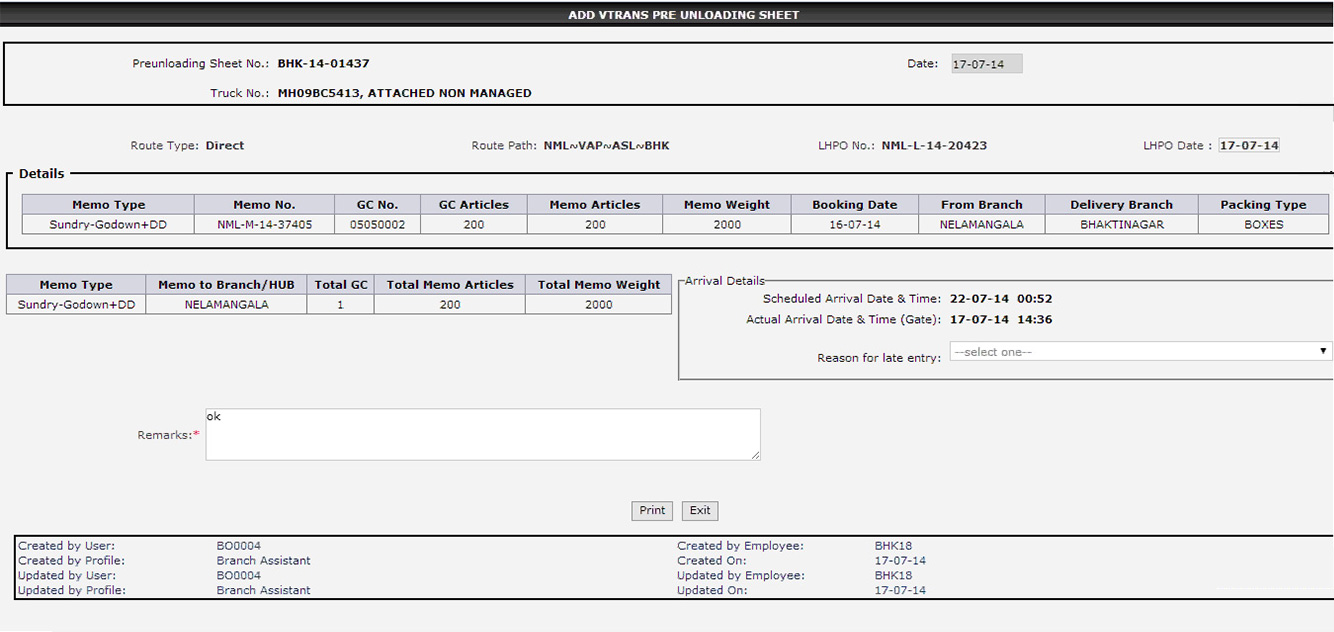 ADD VTRANS PRE UNLOADING SHEET
Preunloading Sheet No.: BHK-14-01437 Date: 17-07-14
Truck No.: MH09BC5413, ATTACHED NON MANAGED
Route Type: Direct Route Path: NML~VAP~ASL~BHK LHPO No.: NML-L-14-20423 LHPO Date : 17-07-14
Details
Memo Type Memo No. GC No. GC Articles Memo Articles Memo Weight Booking Date From Branch Delivery Branch Packing Type
Sundry-Godown+DD NML-M-14-37405 05050002 200 200 2000 16-07-14 NELAMANGALA BHAKTINAGAR BOXES
Memo Type Memo to Branch/HUB Total GC Total Memo Articles Total Memo Weight
Sundry-Godown+DD NELAMANGALA 1 200 2000
Arrival Details
Scheduled Arrival Date & Time: 22-07-14 00:52
Actual Arrival Date & Time (Gate): 17-07-14 14:36
Reason for late entry: --select one--
Remarks:* ok
Print Exit
Created by User: BO0004 Created by Employee: BHK18
Created by Profile: Branch Assistant Created On: 17-07-14
Updated by User: BO0004 Updated by Employee: BHK18
Updated by Profile: Branch Assistant Updated On: 17-07-14